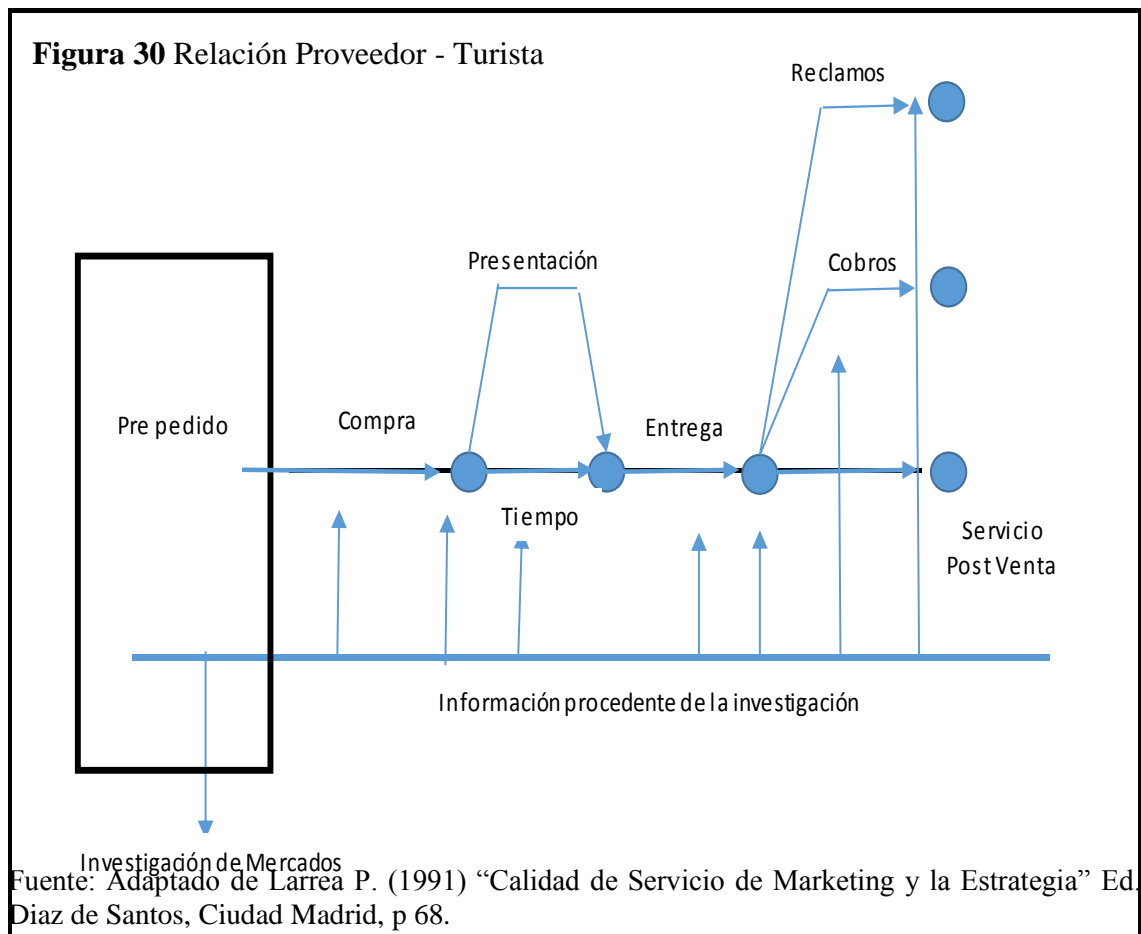 Figura 30 Relación Proveedor - Turista
Reclamos
Presentación
Cobros
Pre pedido
Compra
Entrega
Tiempo
Servicio
Post Venta
Información procedente de la investigación
Investigación de Mercados
Fuente: Adaptado de Larrea P. (1991) “Calidad de Servicio de Marketing y la Estrategia” Ed.
Diaz de Santos, Ciudad Madrid, p 68.